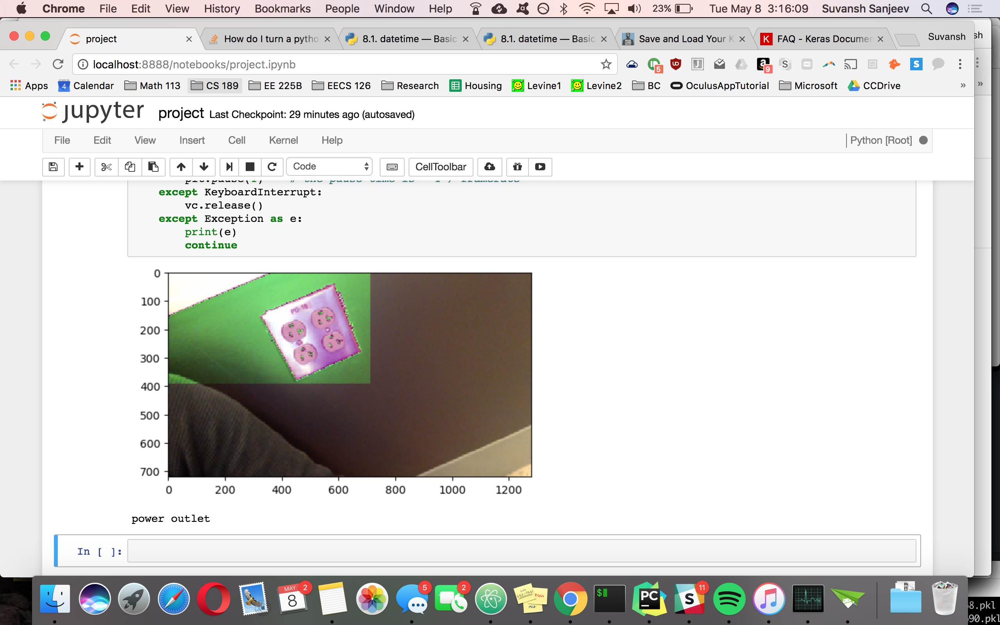 Chrome File Edit View History Bookmarks People Window Help 23% Tue May 8 3:16:09 Suvansh Sanjeev
project How do I turn a pytho 8.1. datetime — Basic 8.1. datetime — Basic Save and Load Your K FAQ - Keras Documen Suvansh sh
localhost:8888/notebooks/project.ipynb 5 9
Apps 4 Calendar Math 113 CS 189 EE 225B EECS 126 Research Housing Levine1 Levine2 BC OculusAppTutorial Microsoft CCDrive » »
jupyter project Last Checkpoint: 29 minutes ago (autosaved)
File Edit View Insert Cell Kernel Help Python [Root]
Code CellToolbar
except KeyboardInterrupt:
vc.release()
except Exception as e:
print(e)
continue
0
100
200
300
400
500
600
700
0 200 400 600 800 1000 1200
power outlet
In [ ]:
MAY 8 2 5 2 $ PC S 11
8.pkl
90.pkl